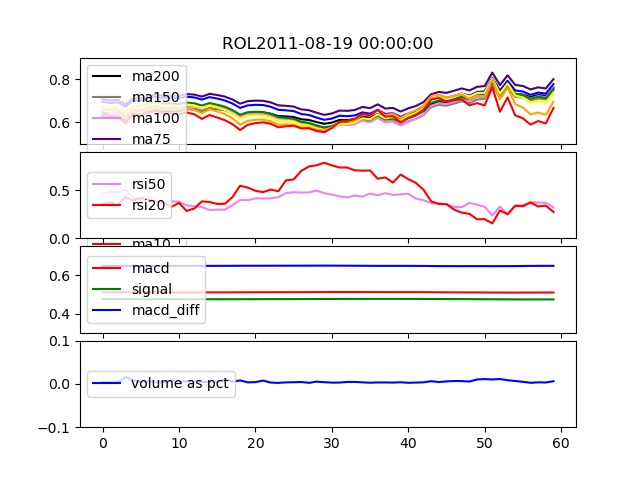 ROL2011-08-19 00:00:00
0.8
0.6
ma200
ma150
ma100
ma75
0.5
0.0
rsi50
rsi20
ma10
0.6
0.4
macd
signal
macd_diff
0.1
0.0
−0.1
volume as pct
0 10 20 30 40 50 60